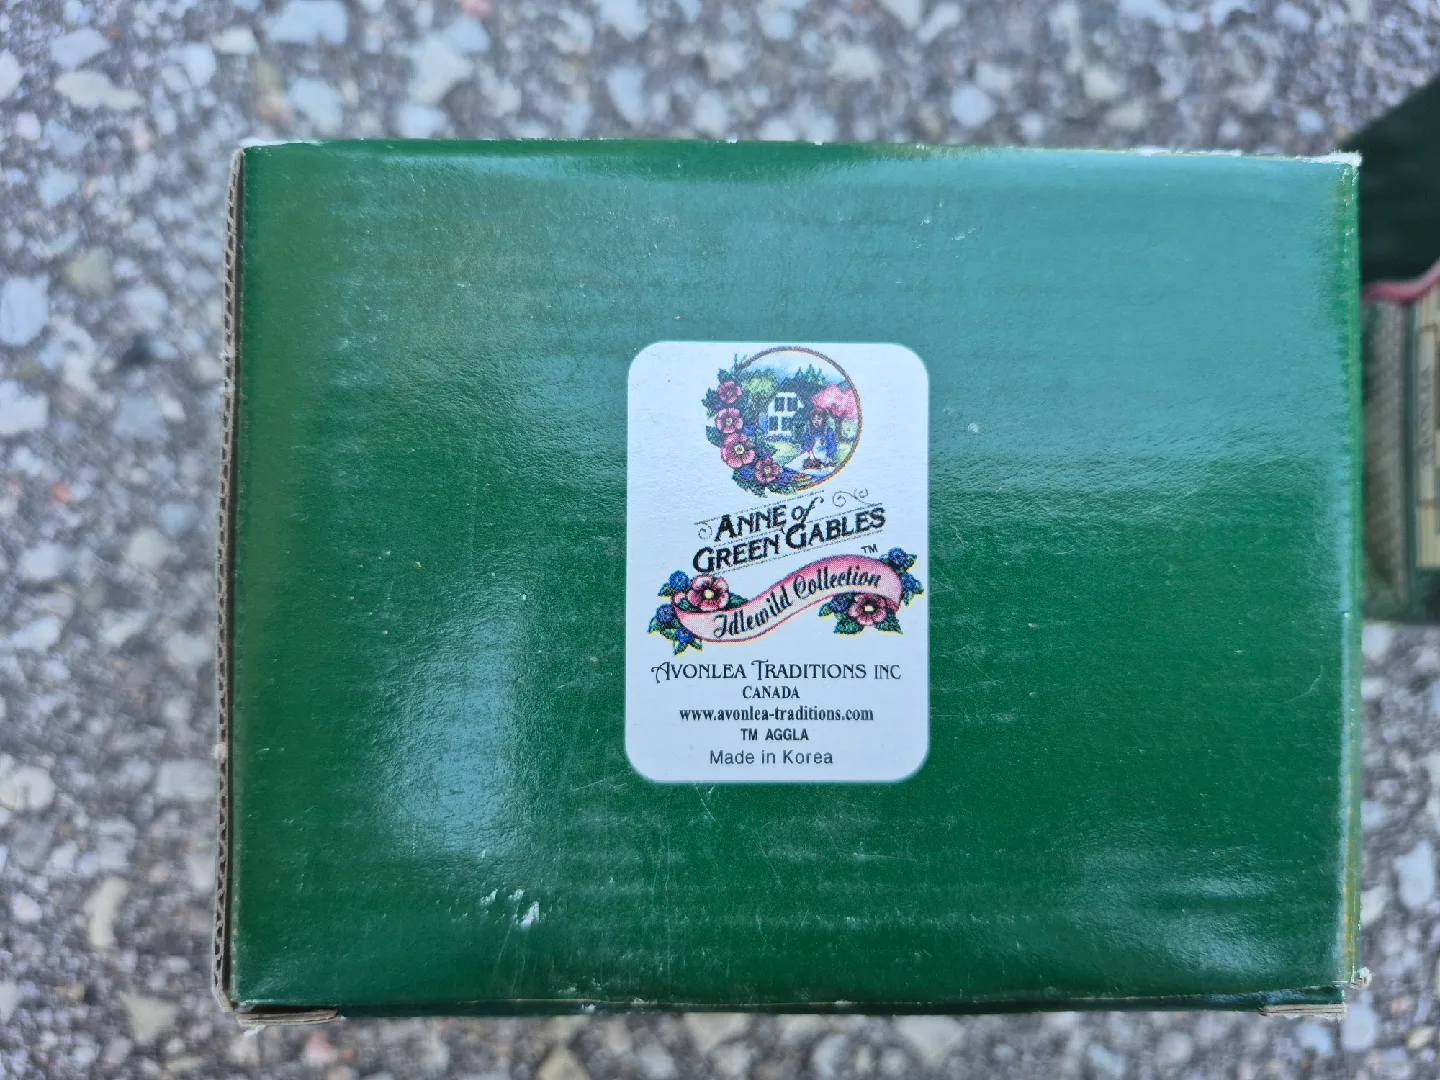 ANNE of
GREEN GABLES
TM
Idlewild Collection
AVONLEA TRADITIONS INC
CANADA
www.avonlea-traditions.com
TM AGGLA
Made in Korea